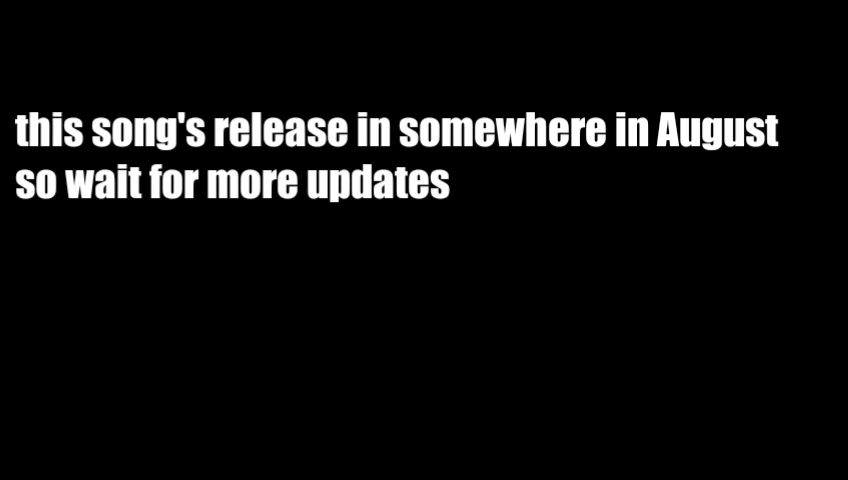 this song's release in somewhere in August
so wait for more updates